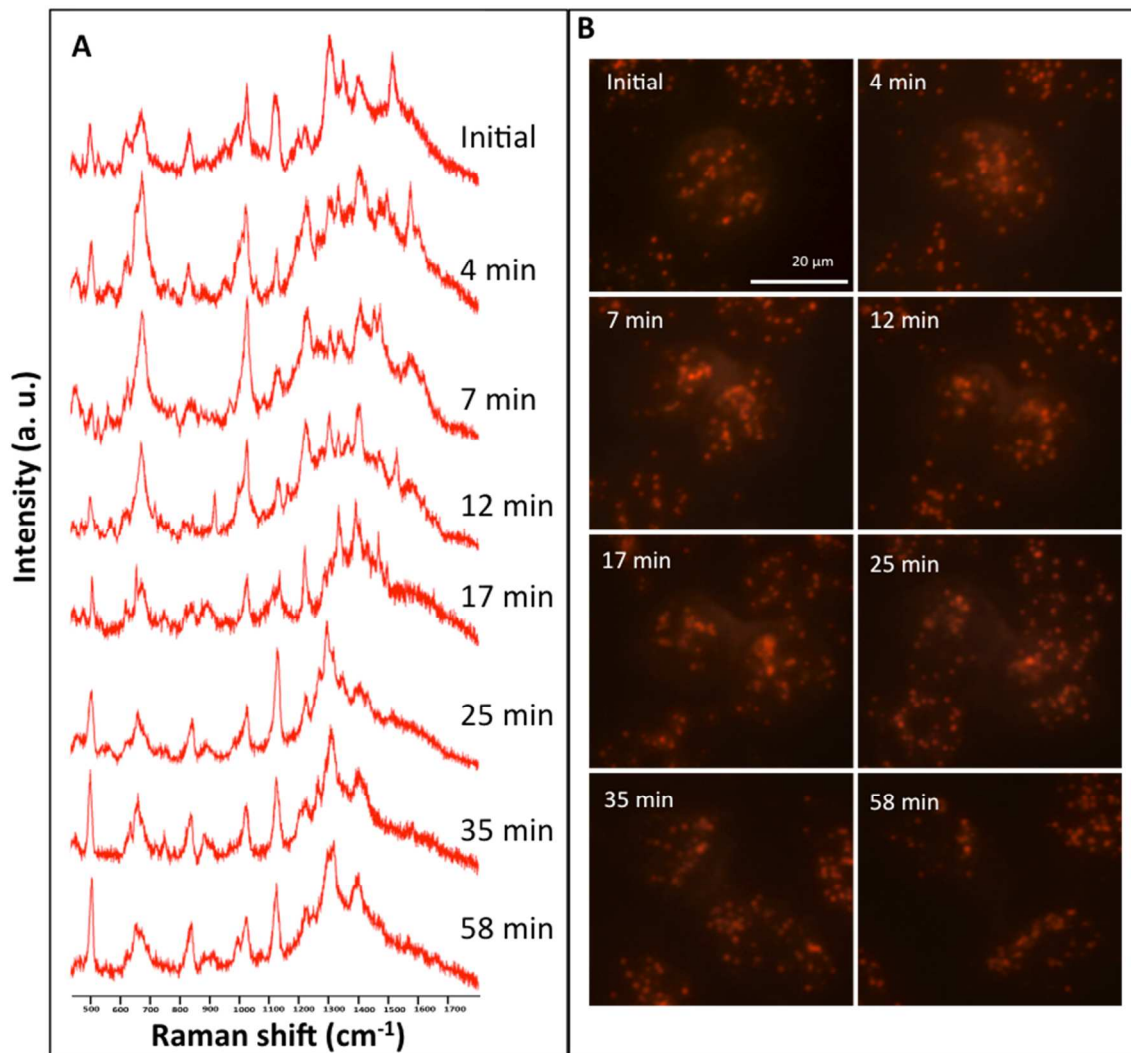 A
Initial
4 min
7 min
12 min
17 min
25 min
35 min
58 min
Intensity (a. u.)
500 600 700 800 900 1000 1100 1200 1300 1400 1500 1600 1700
Raman shift (cm⁻¹)
B
Initial
4 min
20 μm
7 min
12 min
17 min
25 min
35 min
58 min